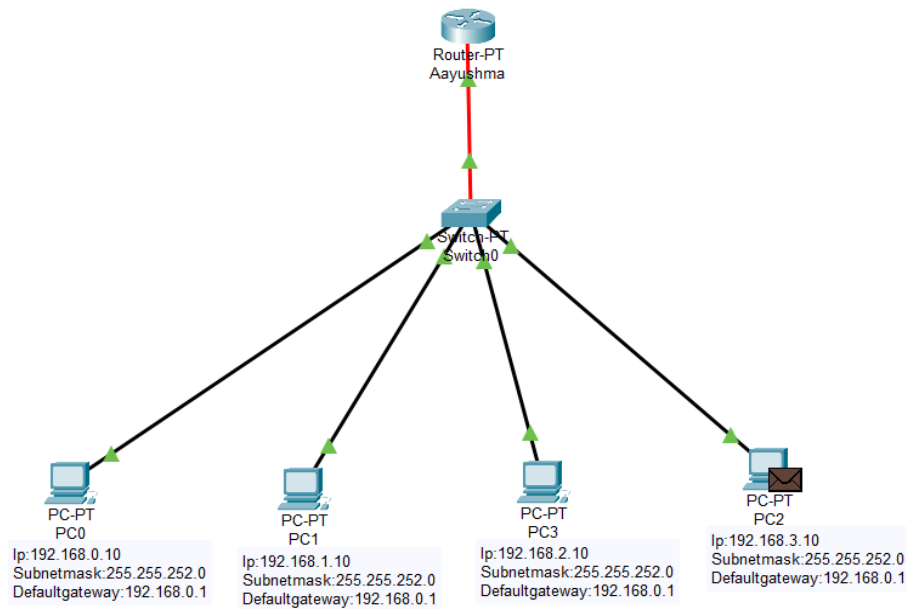 Router-PT
Aayushma
Switch-PT
Switch0
PC-PT
PC0
Ip:192.168.0.10
Subnetmask:255.255.252.0
Defaultgateway:192.168.0.1
PC-PT
PC1
Ip:192.168.1.10
Subnetmask:255.255.252.0
Defaultgateway:192.168.0.1
PC-PT
PC3
Ip:192.168.2.10
Subnetmask:255.255.252.0
Defaultgateway:192.168.0.1
PC-PT
PC2
Ip:192.168.3.10
Subnetmask:255.255.252.0
Defaultgateway:192.168.0.1